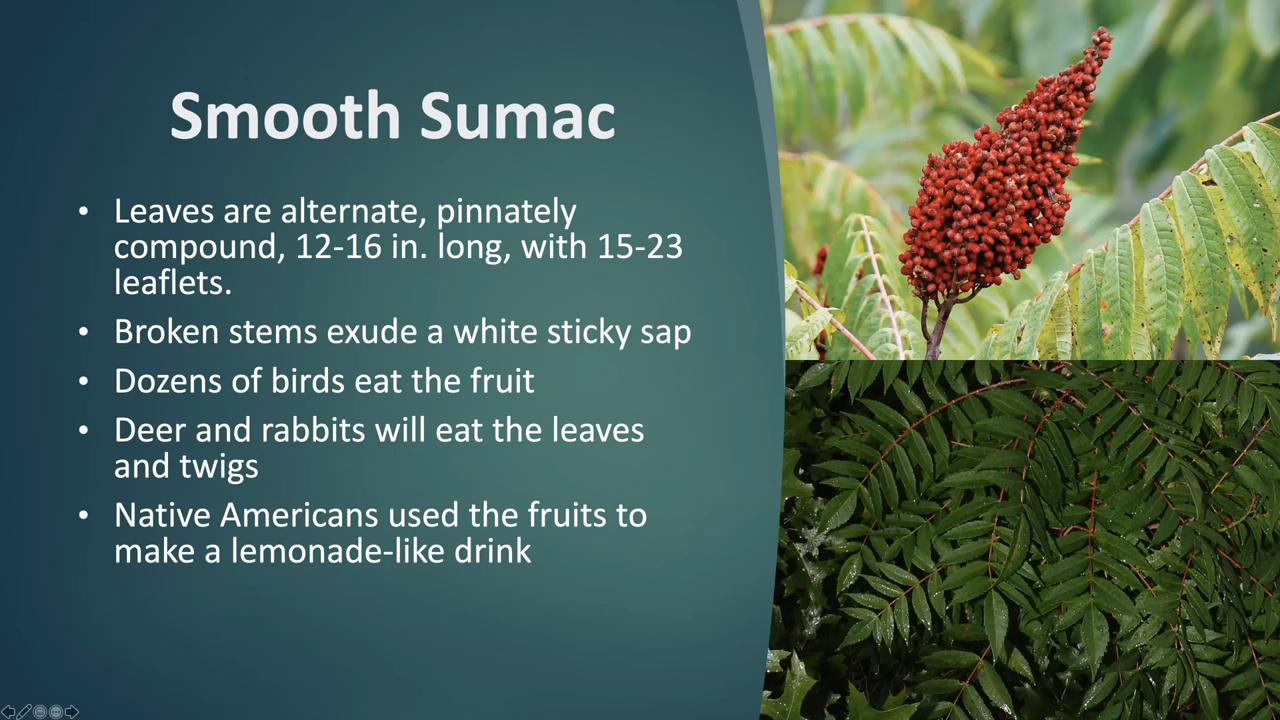 Smooth Sumac
• Leaves are alternate, pinnately
compound, 12-16 in. long, with 15-23
leaflets.
• Broken stems exude a white sticky sap
• Dozens of birds eat the fruit
• Deer and rabbits will eat the leaves
and twigs
• Native Americans used the fruits to
make a lemonade-like drink